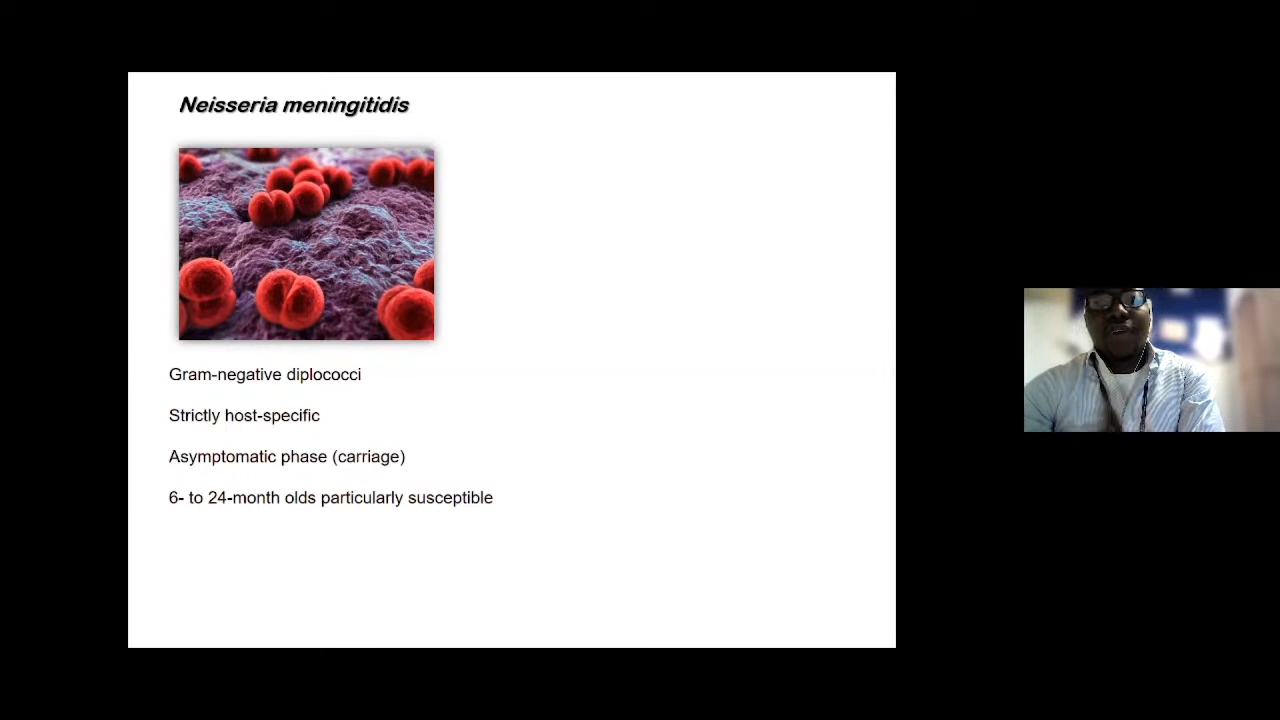 Neisseria meningitidis
Gram-negative diplococci
Strictly host-specific
Asymptomatic phase (carriage)
6- to 24-month olds particularly susceptible